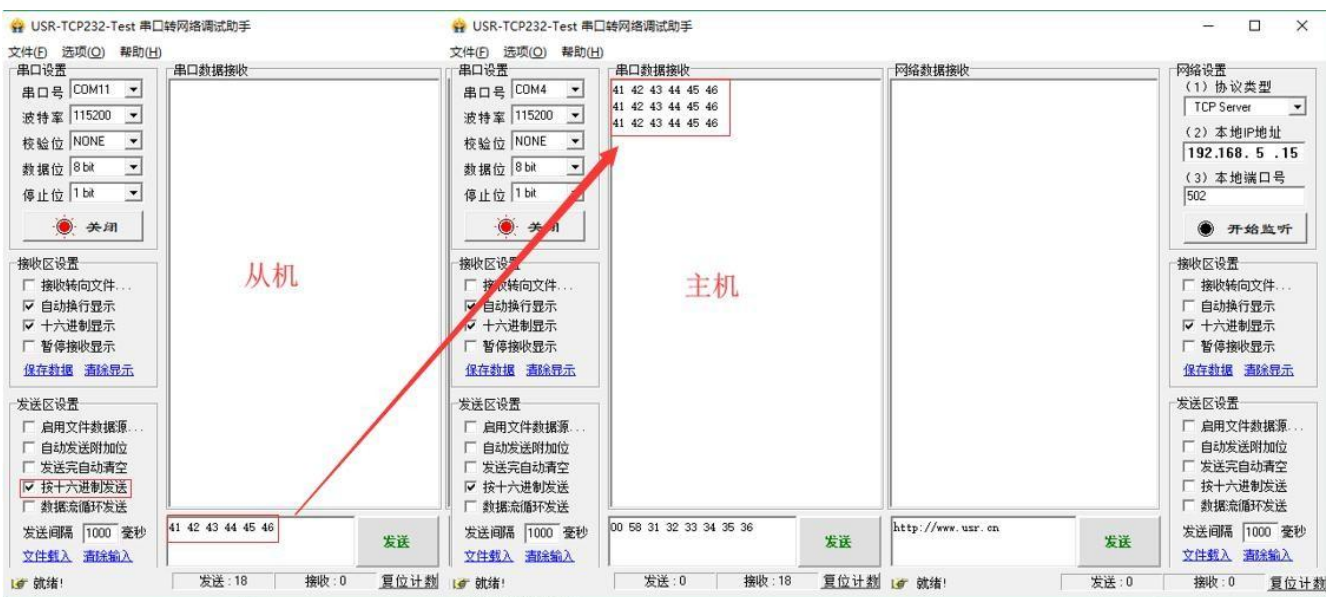 USR-TCP232-Test 串口转网络调试助手
文件(F) 选项(O) 帮助(H)
串口设置
串口号 COM11
波特率 115200
校验位 NONE
数据位 8 bit
停止位 1 bit
关闭
接收区设置
接收转向文件...
自动换行显示
十六进制显示
暂停接收显示
保存数据 清除显示
发送区设置
启用文件数据源...
自动发送附加位
发送完自动清空
按十六进制发送
数据流循环发送
发送间隔 1000 毫秒
文件载入 清除输入
就绪!
串口数据接收
从机
41 42 43 44 45 46
发送
发送:18 接收:0 复位计数
USR-TCP232-Test 串口转网络调试助手
文件(F) 选项(O) 帮助(H)
串口设置
串口号 COM4
波特率 115200
校验位 NONE
数据位 8 bit
停止位 1 bit
关闭
接收区设置
接收转向文件...
自动换行显示
十六进制显示
暂停接收显示
保存数据 清除显示
发送区设置
启用文件数据源...
自动发送附加位
发送完自动清空
按十六进制发送
数据流循环发送
发送间隔 1000 毫秒
文件载入 清除输入
就绪!
串口数据接收
41 42 43 44 45 46
41 42 43 44 45 46
41 42 43 44 45 46
主机
00 58 31 32 33 34 35 36
发送
发送:0 接收:18 复位计数
网络数据接收
http://www.usr.cn
发送
就绪!
发送:0 接收:0 复位计数
网络设置
(1) 协议类型
TCP Server
(2) 本地IP地址
192.168. 5 .15
(3) 本地端口号
502
开始监听
接收区设置
接收转向文件...
自动换行显示
十六进制显示
暂停接收显示
保存数据 清除显示
发送区设置
启用文件数据源...
自动发送附加位
发送完自动清空
按十六进制发送
数据流循环发送
发送间隔 1000 毫秒
文件载入 清除输入